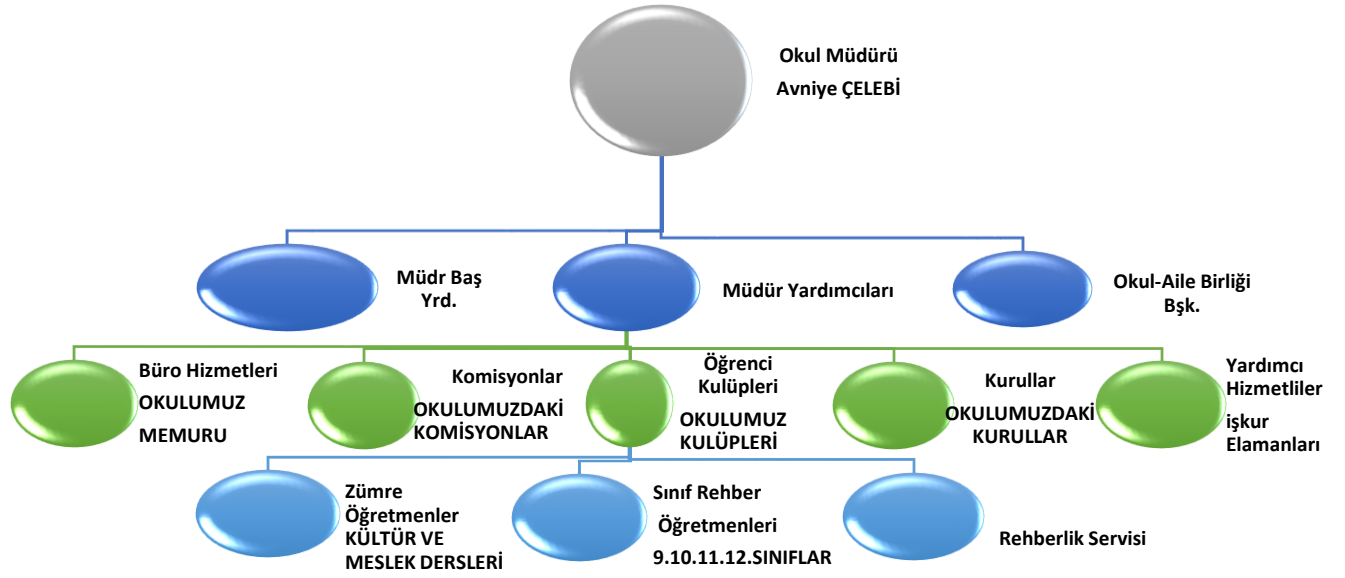 Okul Müdürü
Avniye ÇELEBİ
Müdr Baş
Yrd.
Müdür Yardımcıları
Okul-Aile Birliği
Bşk.
Büro Hizmetleri
OKULUMUZ
MEMURU
Komisyonlar
OKULUMUZDAKİ
KOMİSYONLAR
Öğrenci
Kulüpleri
OKULUMUZ
KULÜPLERİ
Kurullar
OKULUMUZDAKİ
KURULLAR
Yardımcı
Hizmetliler
işkur
Elamanları
Zümre
Öğretmenler
KÜLTÜR VE
MESLEK DERSLERİ
Sınıf Rehber
Öğretmenleri
9.10.11.12.SINIFLAR
Rehberlik Servisi